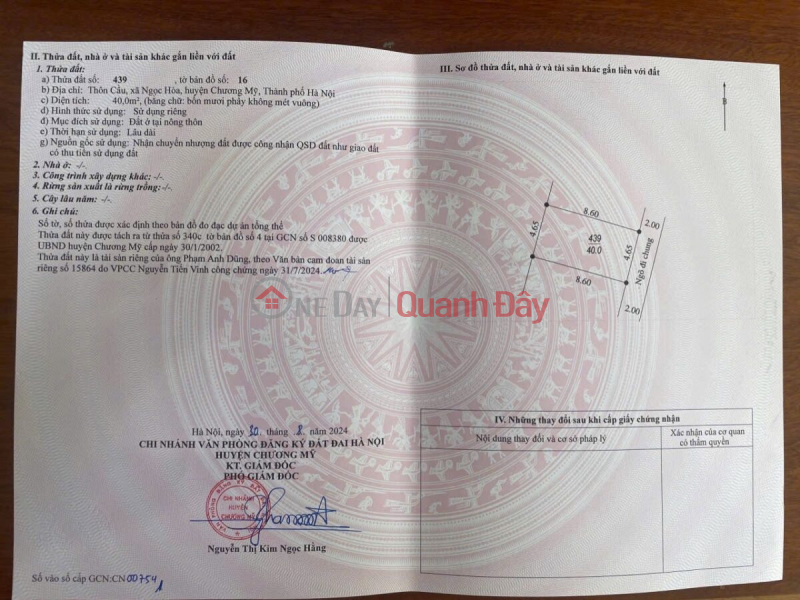 II. Thửa đất, nhà ở và tài sản khác gắn liền với đất
1. Thửa đất:
a) Thửa đất số: 439 , tờ bản đồ số: 16
b) Địa chỉ: Thôn Cầu, xã Ngọc Hòa, huyện Chương Mỹ, Thành phố Hà Nội
c) Diện tích: 40,0m², (bằng chữ: bốn mươi phẩy không mét vuông)
d) Hình thức sử dụng: Sử dụng riêng
đ) Mục đích sử dụng: Đất ở tại nông thôn
e) Thời hạn sử dụng: Lâu dài
g) Nguồn gốc sử dụng: Nhận chuyển nhượng đất được công nhận QSD đất như giao đất
có thu tiền sử dụng đất
2. Nhà ở: -/-.
3. Công trình xây dựng khác: -/-.
4. Rừng sản xuất là rừng trồng:-/-.
5. Cây lâu năm: -/-.
6. Ghi chú:
Số tờ, số thửa được xác định theo bản đồ đo đạc dự án tổng thể
Thửa đất này được tách ra từ thửa số 340c tờ bản đồ số 4 tại GCN số S 008380 được
UBND huyện Chương Mỹ cấp ngày 30/1/2002.
Thửa đất này là tài sản riêng của ông Phạm Anh Dũng, theo Văn bản cam đoan tài sản
riêng số 15864 do VPCC Nguyễn Tiến Vinh công chứng ngày 31/7/2024.
Hà Nội, ngày 30 tháng 8 năm 2024
CHI NHÁNH VĂN PHÒNG ĐĂNG KÝ ĐẤT ĐAI HÀ NỘI
HUYỆN CHƯƠNG MỸ
KT. GIÁM ĐỐC
PHÓ GIÁM ĐỐC
CHI NHÁNH
HUYỆN
CHƯƠNG MỸ
Nguyễn Thị Kim Ngọc Hằng
Số vào sổ cấp GCN:CN 00754
III. Sơ đồ thửa đất, nhà ở và tài sản khác gắn liền với đất
B
8.60
2.00
4.65
439
40.0
4.65
Ngõ đi chung
8.60
2.00
ONE DAY Quanh Đây
IV. Những thay đổi sau khi cấp giấy chứng nhận
Nội dung thay đổi và cơ sở pháp lý
Xác nhận của cơ quan
có thẩm quyền